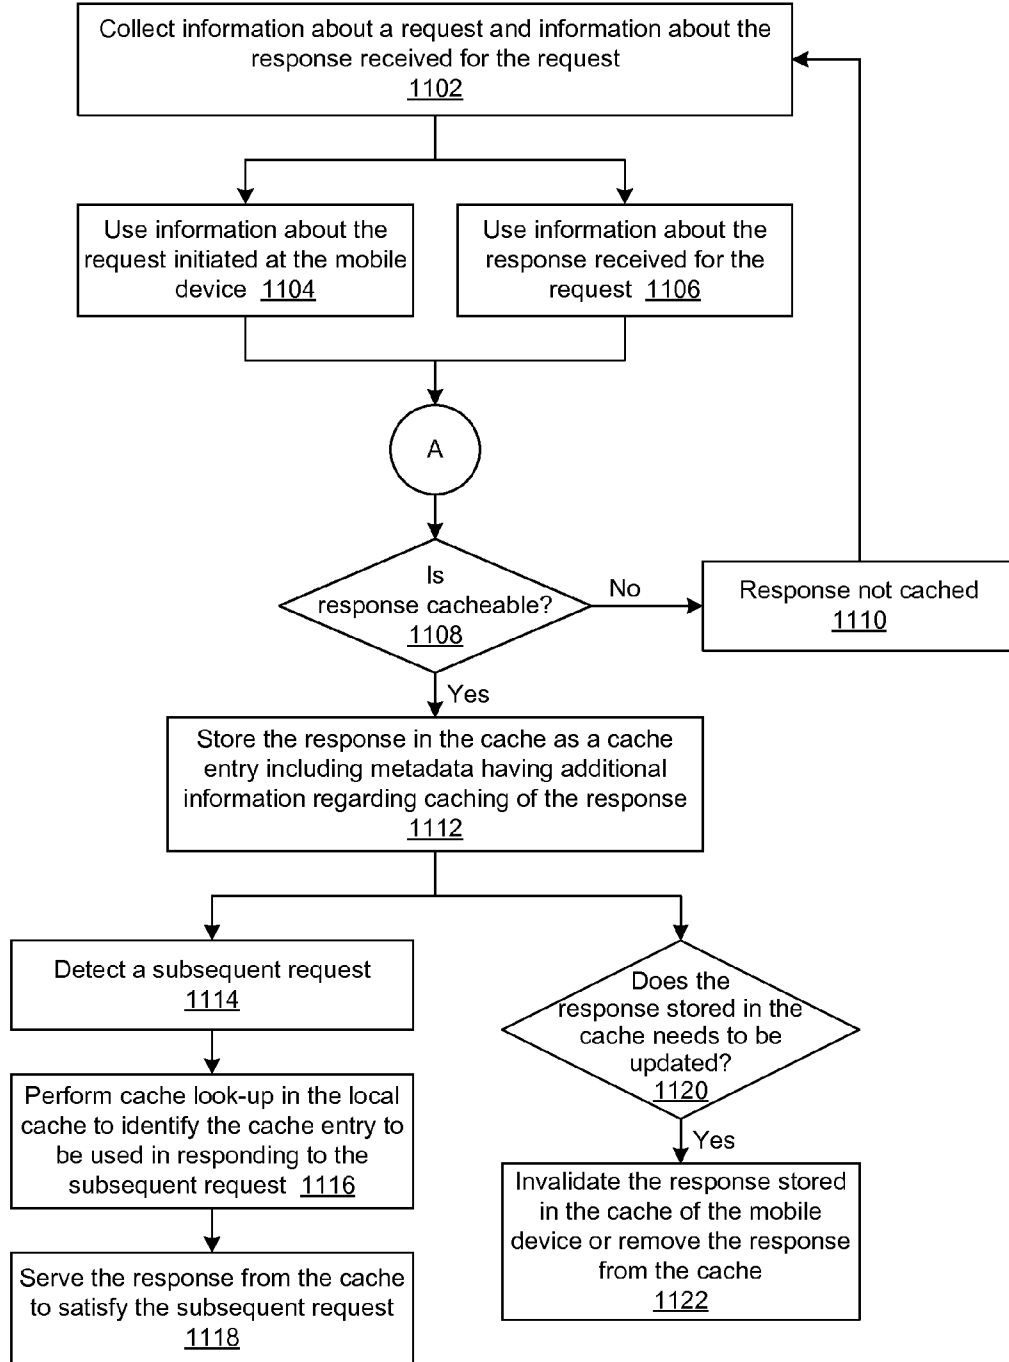 Collect information about a request and information about the
response received for the request
1102
Use information about the
request initiated at the mobile
device 1104
Use information about the
response received for the
request 1106
A
Is
response cacheable?
1108
No
Response not cached
1110
Yes
Store the response in the cache as a cache
entry including metadata having additional
information regarding caching of the response
1112
Detect a subsequent request
1114
Does the
response stored in the
cache needs to be
updated?
1120
Perform cache look-up in the local
cache to identify the cache entry to
be used in responding to the
subsequent request 1116
Yes
Invalidate the response stored
in the cache of the mobile
device or remove the response
from the cache
1122
Serve the response from the cache
to satisfy the subsequent request
1118